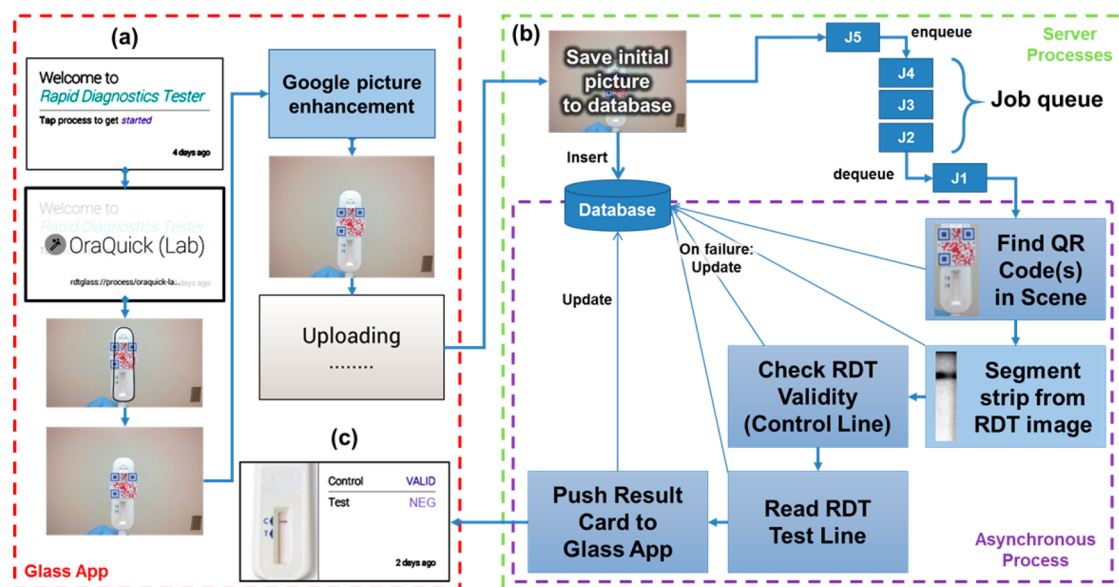 (a)
Welcome to
Rapid Diagnostics Tester
Tap process to get started
4 days ago
Welcome to
Rapid Diagnostics Tester
OraQuick (Lab)
rdtglass://process/oraquick-la...
days ago
Google picture
enhancement
Uploading
........
(c)
Control VALID
Test NEG
C
T
2 days ago
Glass App
(b)
Server
Processes
Save initial
picture
to database
J5
enqueue
J4
J3
J2
Job queue
dequeue
J1
Insert
Database
On failure:
Update
Update
Find QR
Code(s)
in Scene
Segment
strip from
RDT image
Check RDT
Validity
(Control Line)
Read RDT
Test Line
Push Result
Card to
Glass App
Asynchronous
Process